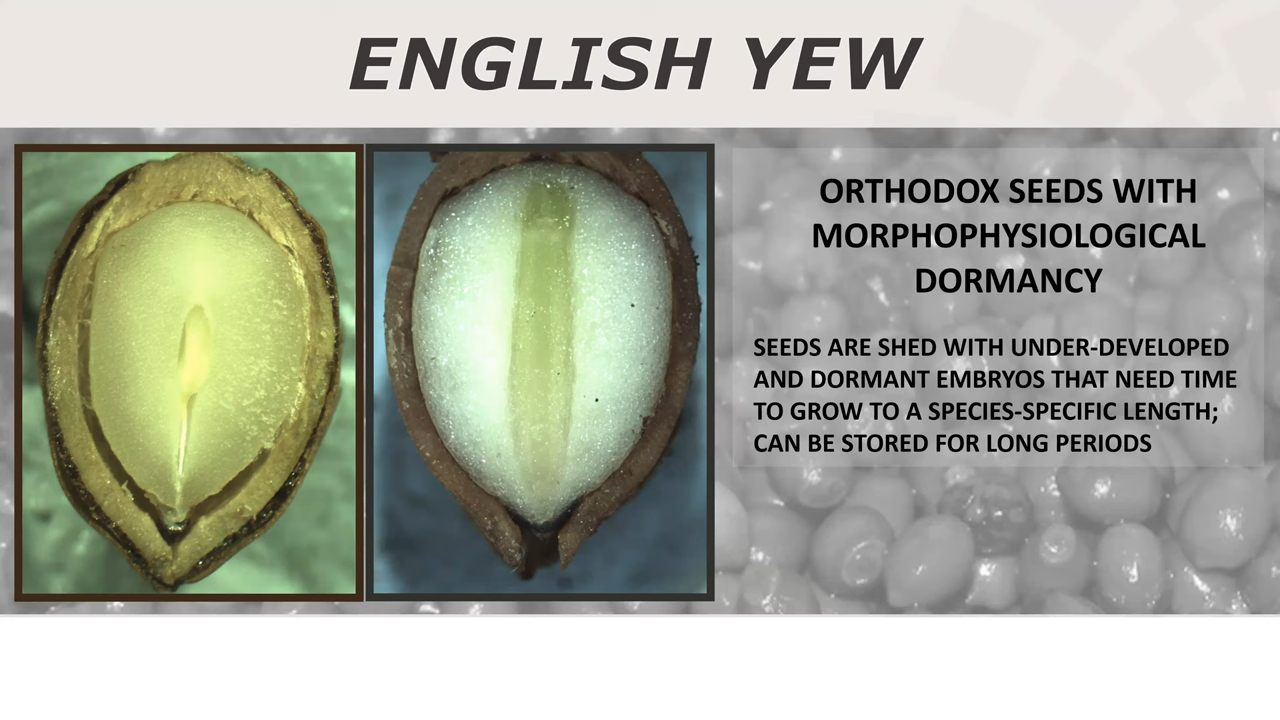 ENGLISH YEW
ORTHODOX SEEDS WITH
MORPHOPHYSIOLOGICAL
DORMANCY
SEEDS ARE SHED WITH UNDER-DEVELOPED
AND DORMANT EMBRYOS THAT NEED TIME
TO GROW TO A SPECIES-SPECIFIC LENGTH;
CAN BE STORED FOR LONG PERIODS